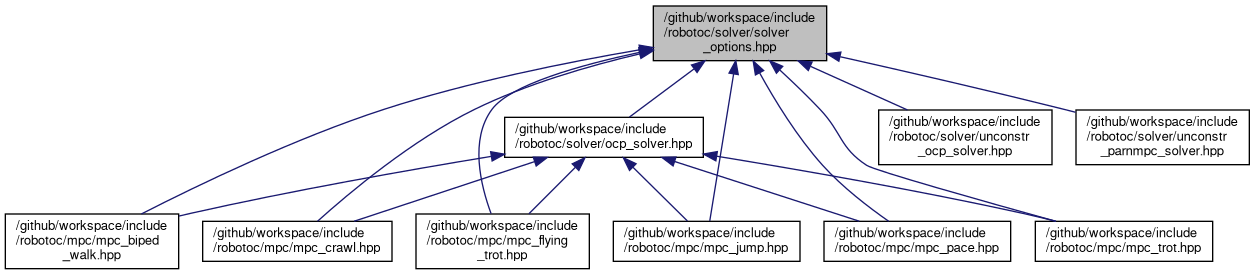 /github/workspace/include
/robotoc/solver/solver
_options.hpp
/github/workspace/include
/robotoc/solver/ocp_solver.hpp
/github/workspace/include
/robotoc/solver/unconstr
_ocp_solver.hpp
/github/workspace/include
/robotoc/solver/unconstr
_parnmpc_solver.hpp
/github/workspace/include
/robotoc/mpc/mpc_biped
_walk.hpp
/github/workspace/include
/robotoc/mpc/mpc_crawl.hpp
/github/workspace/include
/robotoc/mpc/mpc_flying
_trot.hpp
/github/workspace/include
/robotoc/mpc/mpc_jump.hpp
/github/workspace/include
/robotoc/mpc/mpc_pace.hpp
/github/workspace/include
/robotoc/mpc/mpc_trot.hpp